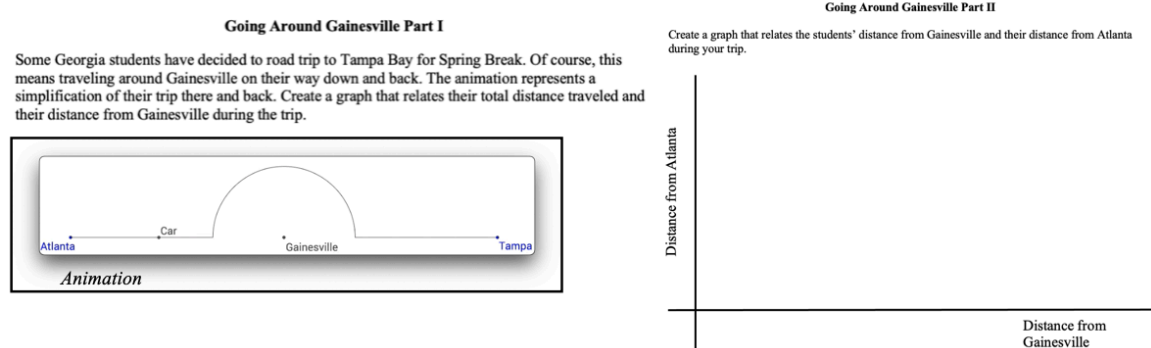 Going Around Gainesville Part I
Some Georgia students have decided to road trip to Tampa Bay for Spring Break. Of course, this
means traveling around Gainesville on their way down and back. The animation represents a
simplification of their trip there and back. Create a graph that relates their total distance traveled and
their distance from Gainesville during the trip.
Car
Atlanta
Gainesville
Tampa
Animation
Going Around Gainesville Part II
Create a graph that relates the students' distance from Gainesville and their distance from Atlanta
during your trip.
Distance from Atlanta
Distance from
Gainesville